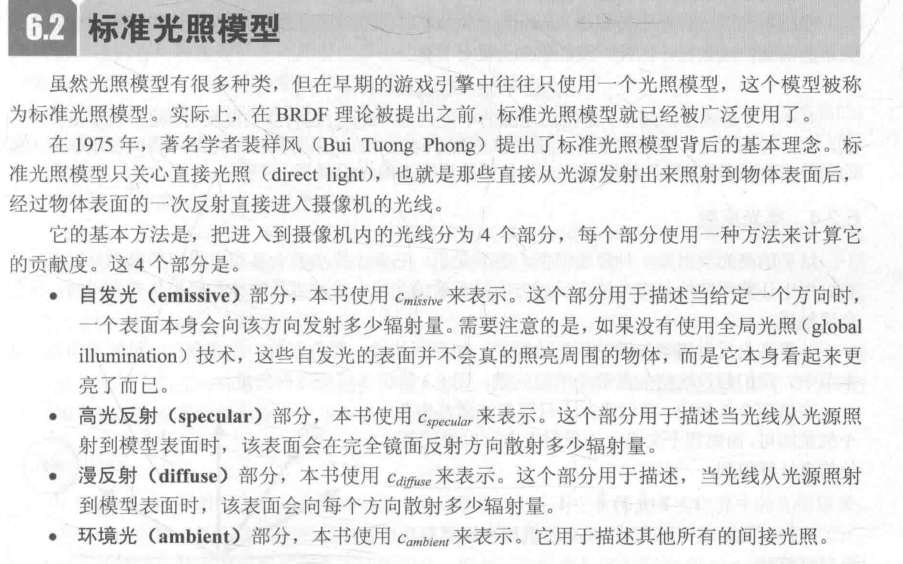 6.2 标准光照模型
虽然光照模型有很多种类，但在早期的游戏引擎中往往只使用一个光照模型，这个模型被称
为标准光照模型。实际上，在 BRDF 理论被提出之前，标准光照模型就已经被广泛使用了。
在 1975 年，著名学者裴祥风（Bui Tuong Phong）提出了标准光照模型背后的基本理念。标
准光照模型只关心直接光照（direct light），也就是那些直接从光源发射出来照射到物体表面后，
经过物体表面的一次反射直接进入摄像机的光线。
它的基本方法是，把进入到摄像机内的光线分为 4 个部分，每个部分使用一种方法来计算它
的贡献度。这 4 个部分是。
• 自发光（emissive）部分，本书使用 cmissive 来表示。这个部分用于描述当给定一个方向时，
一个表面本身会向该方向发射多少辐射量。需要注意的是，如果没有使用全局光照（global
illumination）技术，这些自发光的表面并不会真的照亮周围的物体，而是它本身看起来更
亮了而已。
• 高光反射（specular）部分，本书使用 cspecular 来表示。这个部分用于描述当光线从光源照
射到模型表面时，该表面会在完全镜面反射方向散射多少辐射量。
• 漫反射（diffuse）部分，本书使用 cdiffuse 来表示。这个部分用于描述，当光线从光源照射
到模型表面时，该表面会向每个方向散射多少辐射量。
• 环境光（ambient）部分，本书使用 cambient 来表示。它用于描述其他所有的间接光照。